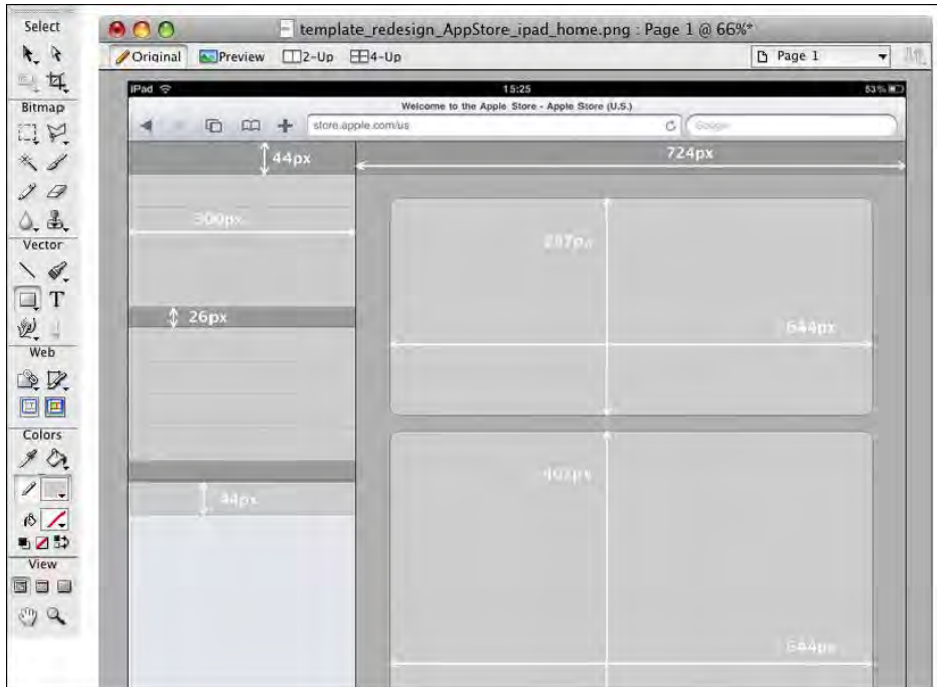 Select
template_redesign_AppStore_ipad_home.png : Page 1 @ 66%*
Original Preview 2-Up 4-Up Page 1
Bitmap
Vector
Web
Colors
View
iPad 15:25 53%
Welcome to the Apple Store - Apple Store (U.S.)
store.apple.com/us Google
44px 724px
300px
26px
644px
44px
402px
644px